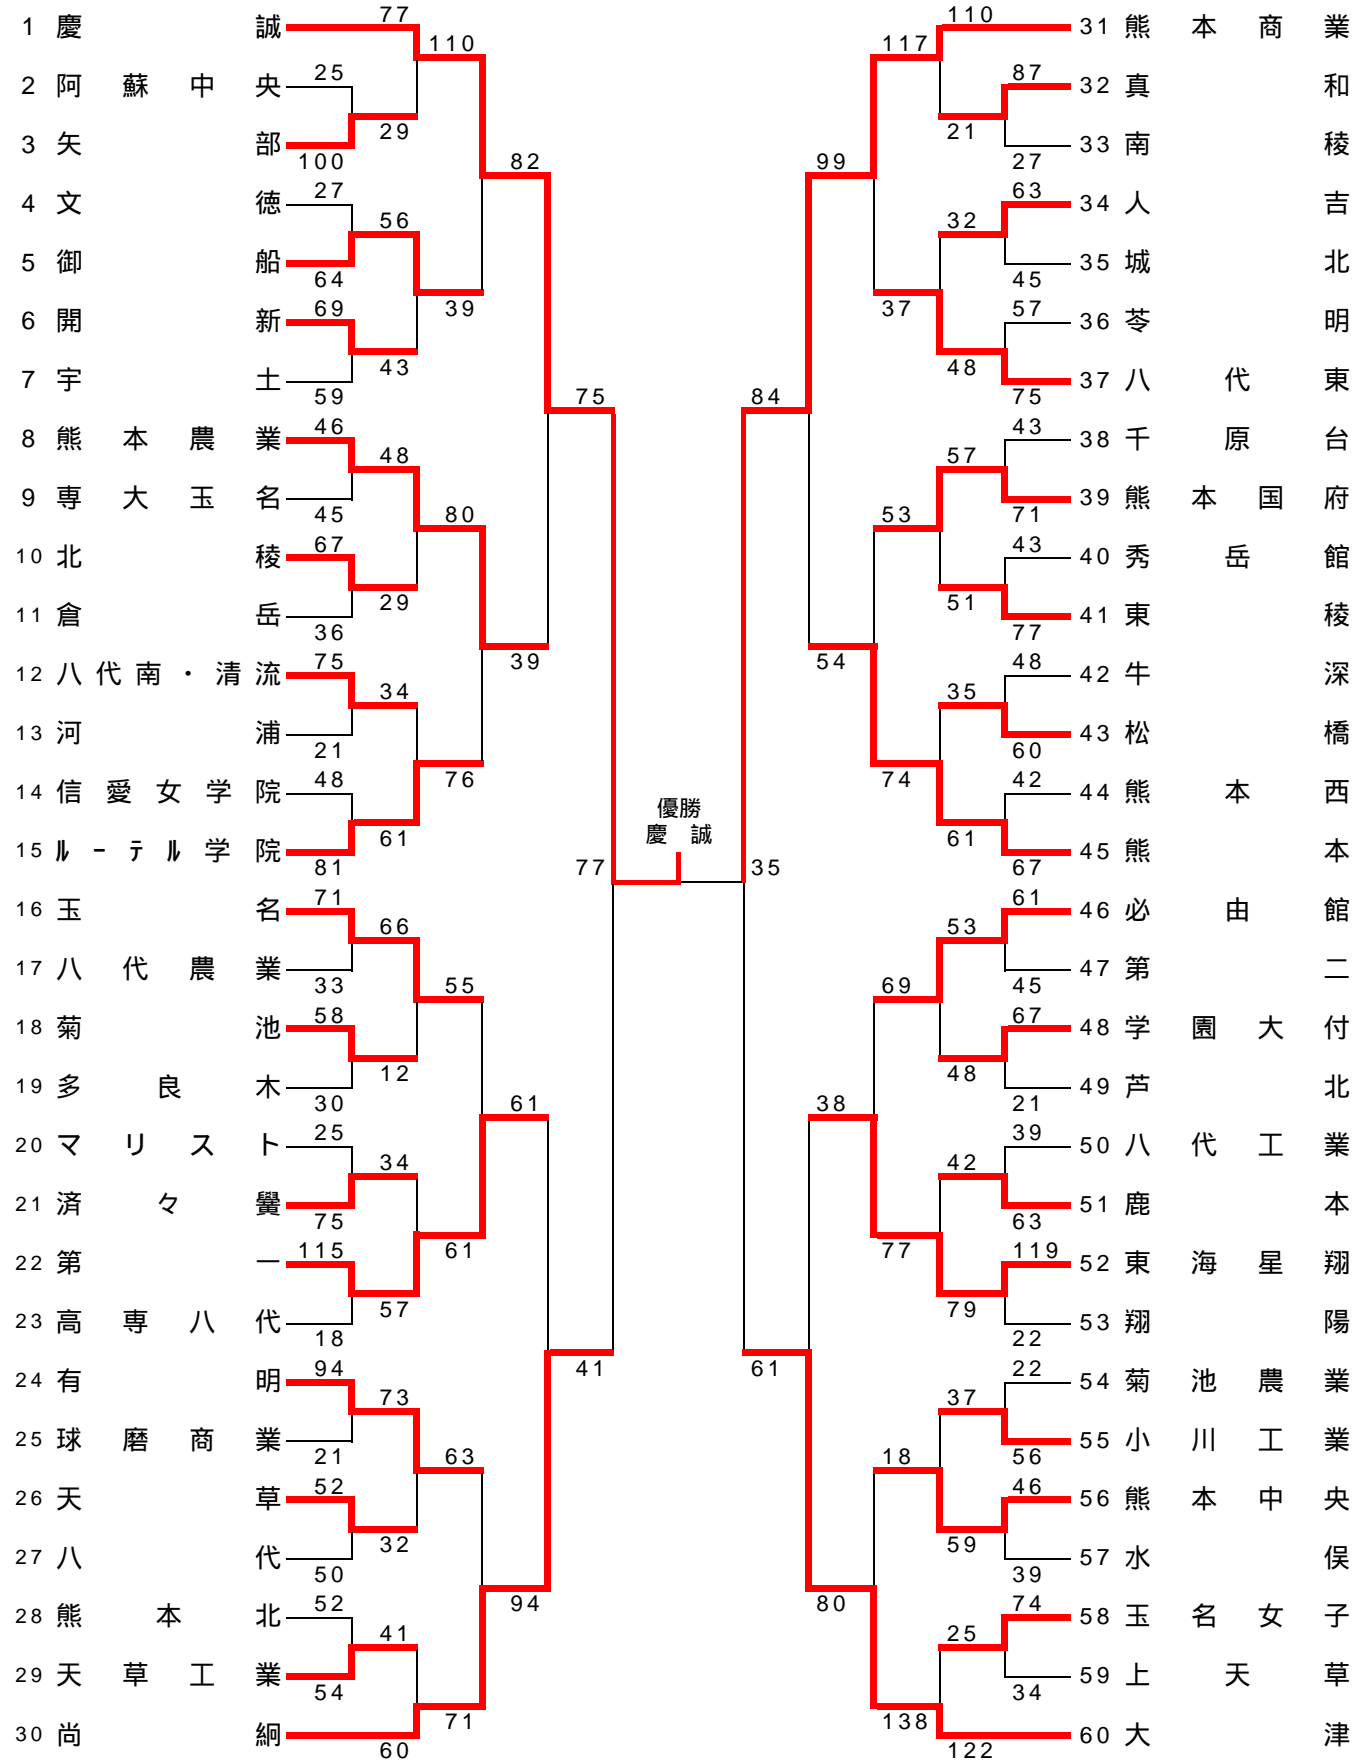 77
1 慶誠
110
2 阿蘇中央 25
29
3 矢部 100
82
4 文徳 27
56
5 御船 64
39
6 開新 69
43
7 宇土 59
75
8 熊本農業 46
48
9 専大玉名 45
80
10 北稜 67
29
11 倉岳 36
39
12 八代南・清流 75
34
13 河浦 21
76
14 信愛女学院 48
61
15 ルーテル学院 81
77
16 玉名 71
66
17 八代農業 33
55
18 菊池 58
12
19 多良木 30
61
20 マリスト 25
34
21 済々黌 75
61
22 第一 115
57
23 高専八代 18
41
24 有明 94
73
25 球磨商業 21
63
26 天草 52
32
27 八代 50
94
28 熊本北 52
41
29 天草工業 54
71
30 尚絅 60
優勝
慶誠
110
31 熊本商業
117
87 32 真和
21
27 33 南稜
99
63 34 人吉
32
45 35 城北
37
57 36 苓明
48
75 37 八代東
84
43 38 千原台
57
71 39 熊本国府
53
43 40 秀岳館
51
77 41 東稜
54
48 42 牛深
35
60 43 松橋
74
42 44 熊本西
61
67 45 熊本
35
61 46 必由館
53
45 47 第二
69
67 48 学園大付
48
21 49 芦北
38
39 50 八代工業
42
63 51 鹿本
77
119 52 東海星翔
79
22 53 翔陽
61
22 54 菊池農業
37
56 55 小川工業
18
46 56 熊本中央
59
39 57 水俣
80
74 58 玉名女子
25
34 59 上天草
138
122 60 大津